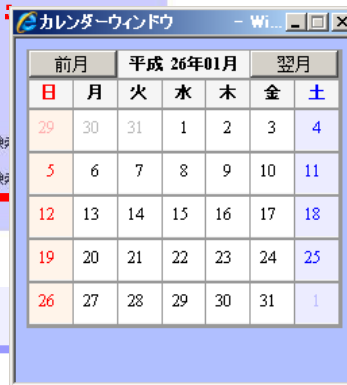 カレンダーウィンドウ - Wi...
前月 平成 26年01月 翌月
日 月 火 水 木 金 土
29 30 31 1 2 3 4
5 6 7 8 9 10 11
12 13 14 15 16 17 18
19 20 21 22 23 24 25
26 27 28 29 30 31 1